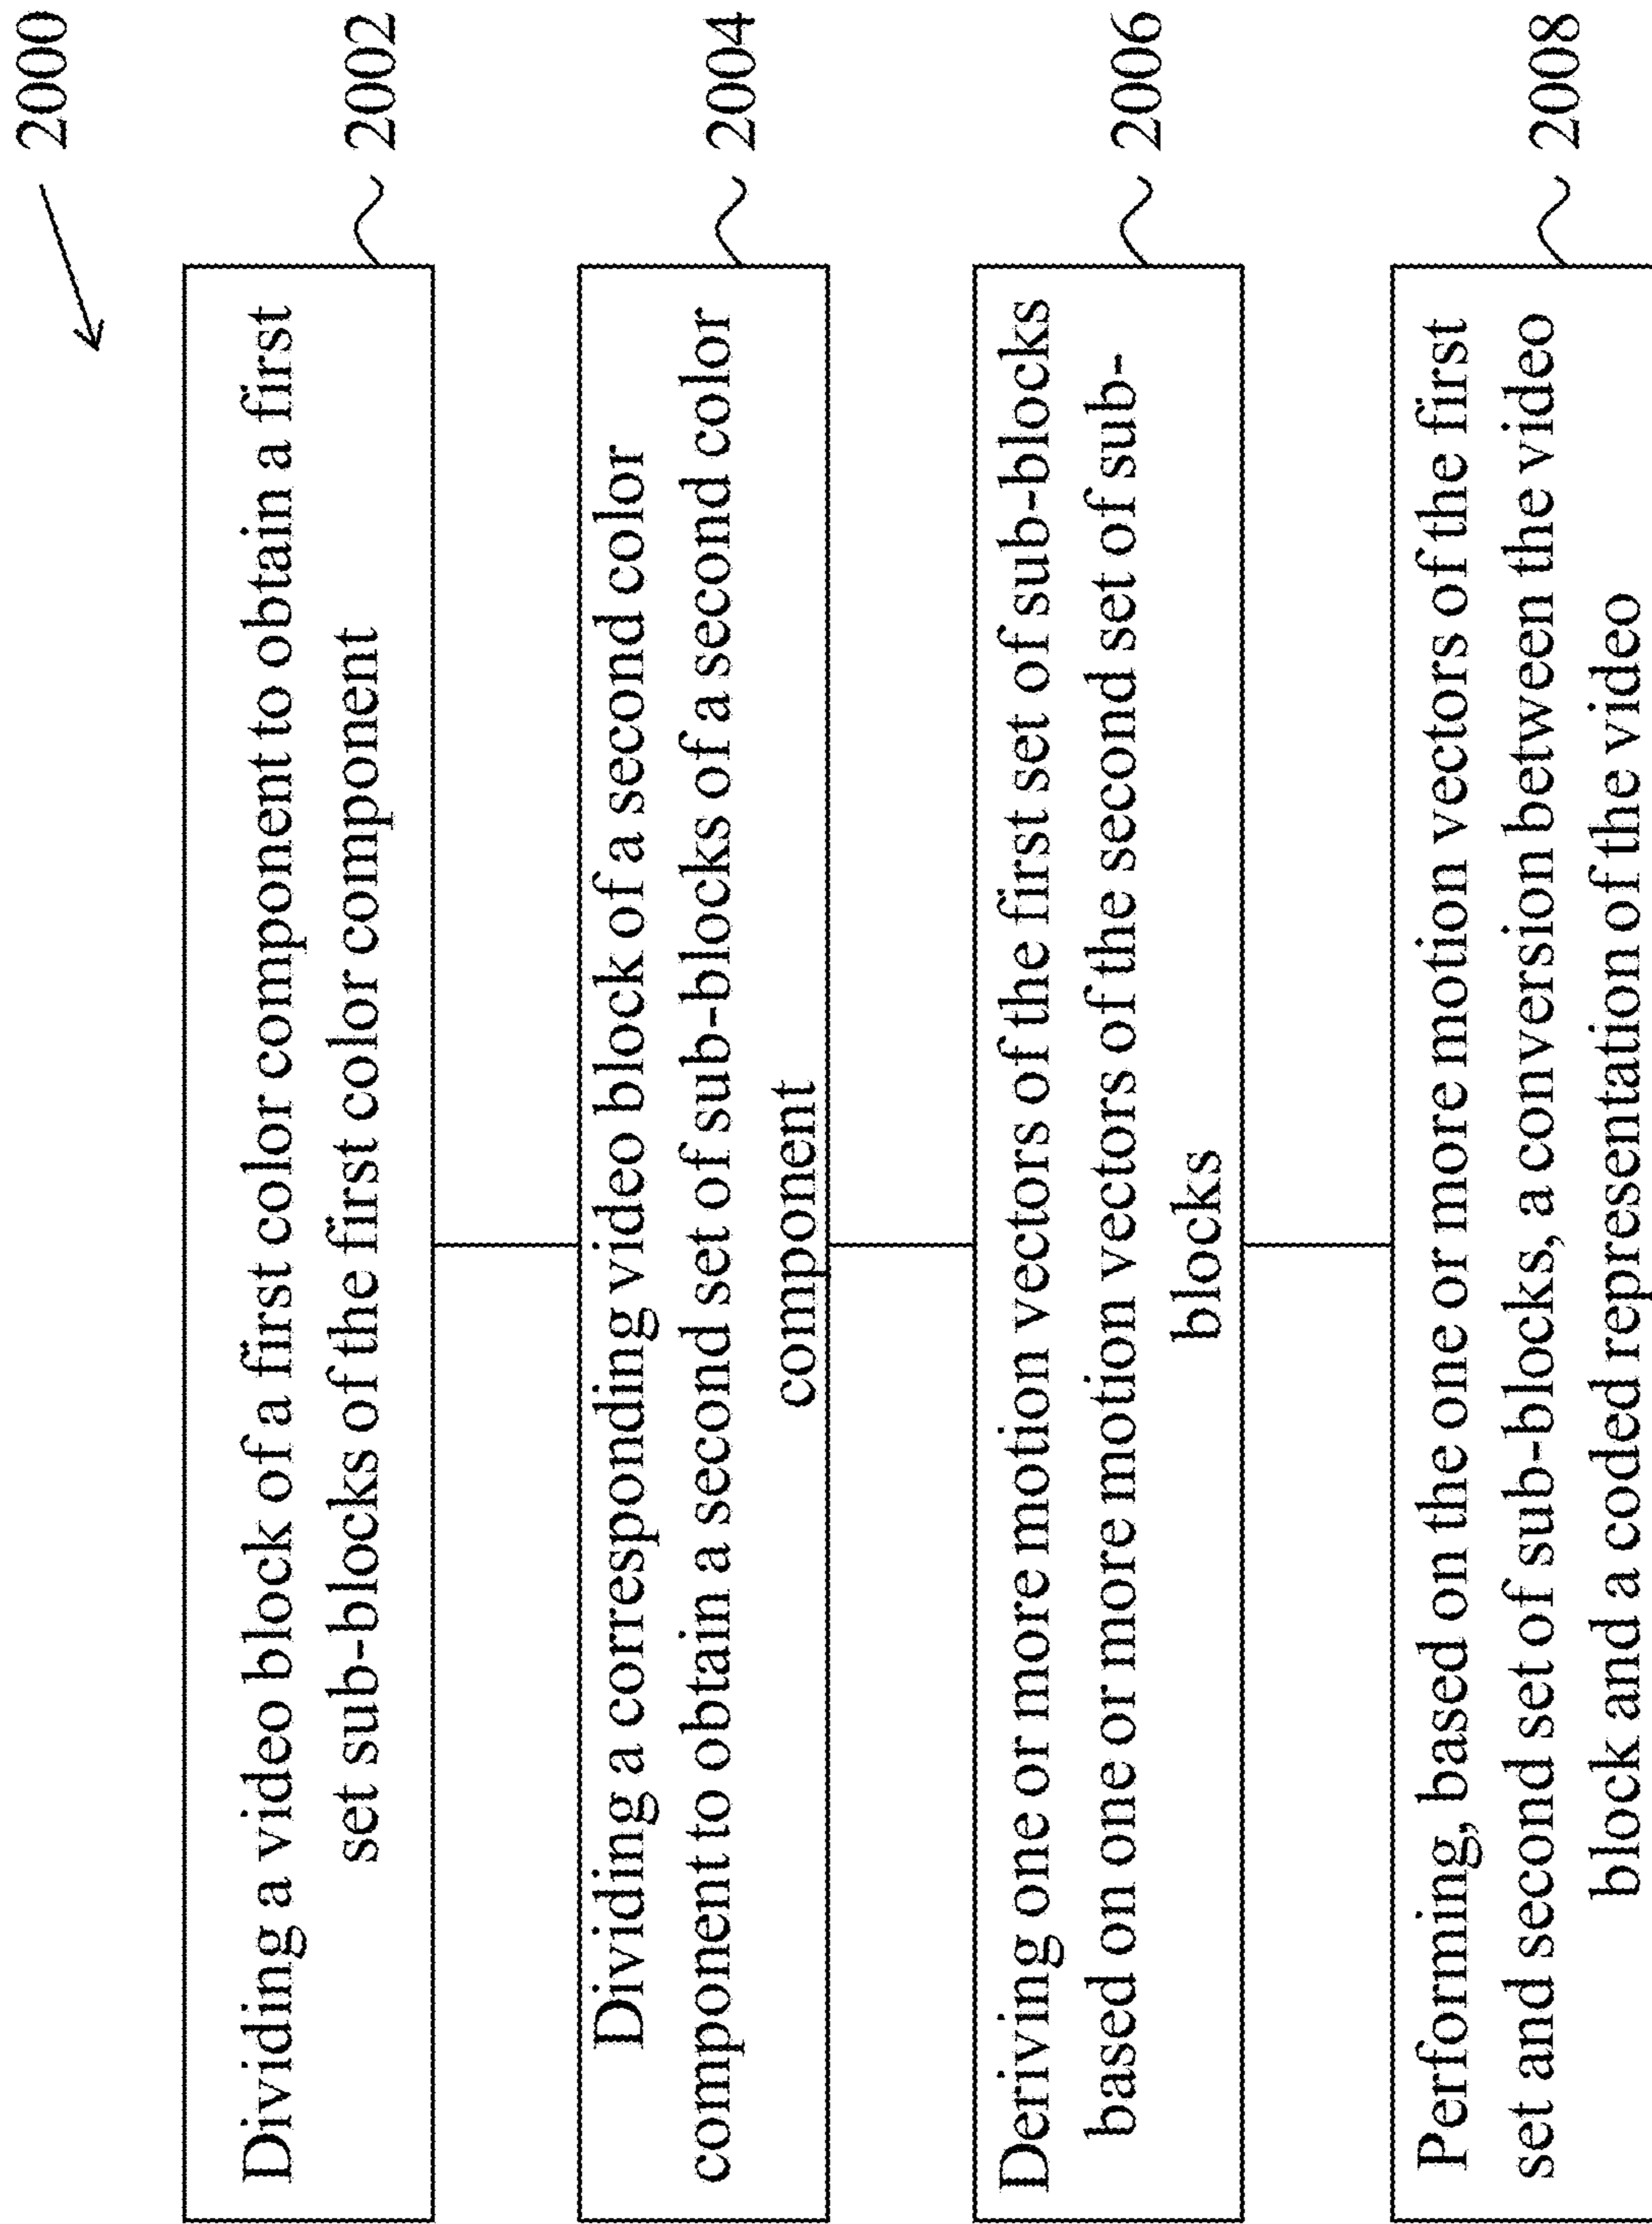 2000
Dividing a video block of a first color component to obtain a first
set sub-blocks of the first color component
2002
Dividing a corresponding video block of a second color
component to obtain a second set of sub-blocks of a second color
component
2004
Deriving one or more motion vectors of the first set of sub-blocks
based on one or more motion vectors of the second set of sub-
blocks
2006
Performing, based on the one or more motion vectors of the first
set and second set of sub-blocks, a conversion between the video
block and a coded representation of the video
2008